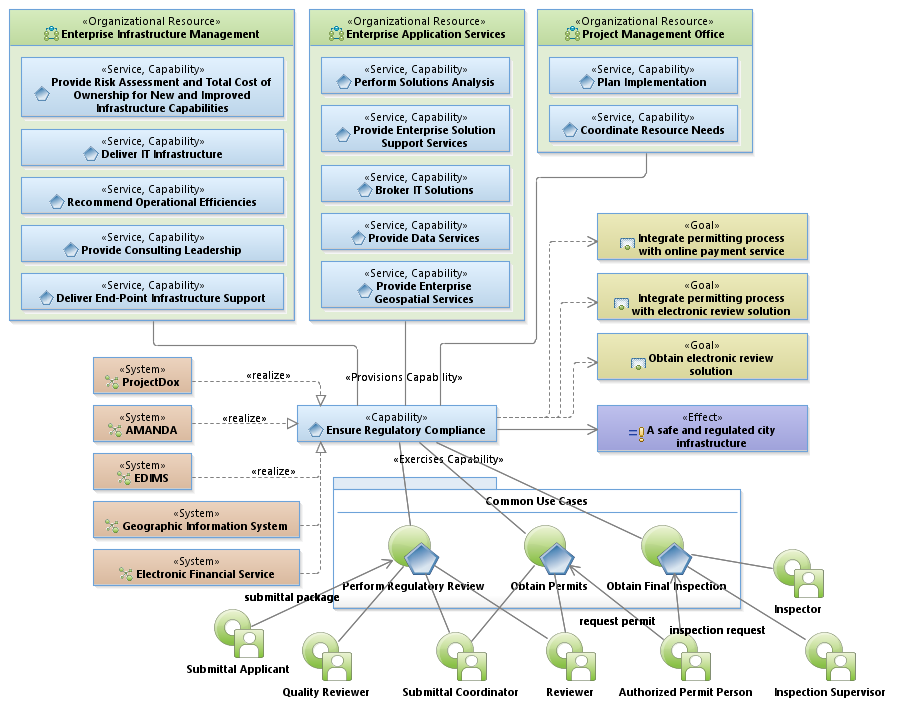 «Organizational Resource»
Enterprise Infrastructure Management
«Service, Capability»
Provide Risk Assessment and Total Cost of
Ownership for New and Improved
Infrastructure Capabilities
«Service, Capability»
Deliver IT Infrastructure
«Service, Capability»
Recommend Operational Efficiencies
«Service, Capability»
Provide Consulting Leadership
«Service, Capability»
Deliver End-Point Infrastructure Support
«Organizational Resource»
Enterprise Application Services
«Service, Capability»
Perform Solutions Analysis
«Service, Capability»
Provide Enterprise Solution
Support Services
«Service, Capability»
Broker IT Solutions
«Service, Capability»
Provide Data Services
«Service, Capability»
Provide Enterprise
Geospatial Services
«Organizational Resource»
Project Management Office
«Service, Capability»
Plan Implementation
«Service, Capability»
Coordinate Resource Needs
«Goal»
Integrate permitting process
with online payment service
«Goal»
Integrate permitting process
with electronic review solution
«Goal»
Obtain electronic review
solution
«Effect»
A safe and regulated city
infrastructure
«System»
ProjectDox
«realize»
«System»
AMANDA
«realize»
«System»
EDIMS
«realize»
«System»
Geographic Information System
«System»
Electronic Financial Service
«Provisions Capability»
«Capability»
Ensure Regulatory Compliance
«Exercises Capability»
Common Use Cases
Perform Regulatory Review
Obtain Permits
Obtain Final Inspection
submittal package
request permit
inspection request
Inspector
Submittal Applicant
Quality Reviewer
Submittal Coordinator
Reviewer
Authorized Permit Person
Inspection Supervisor